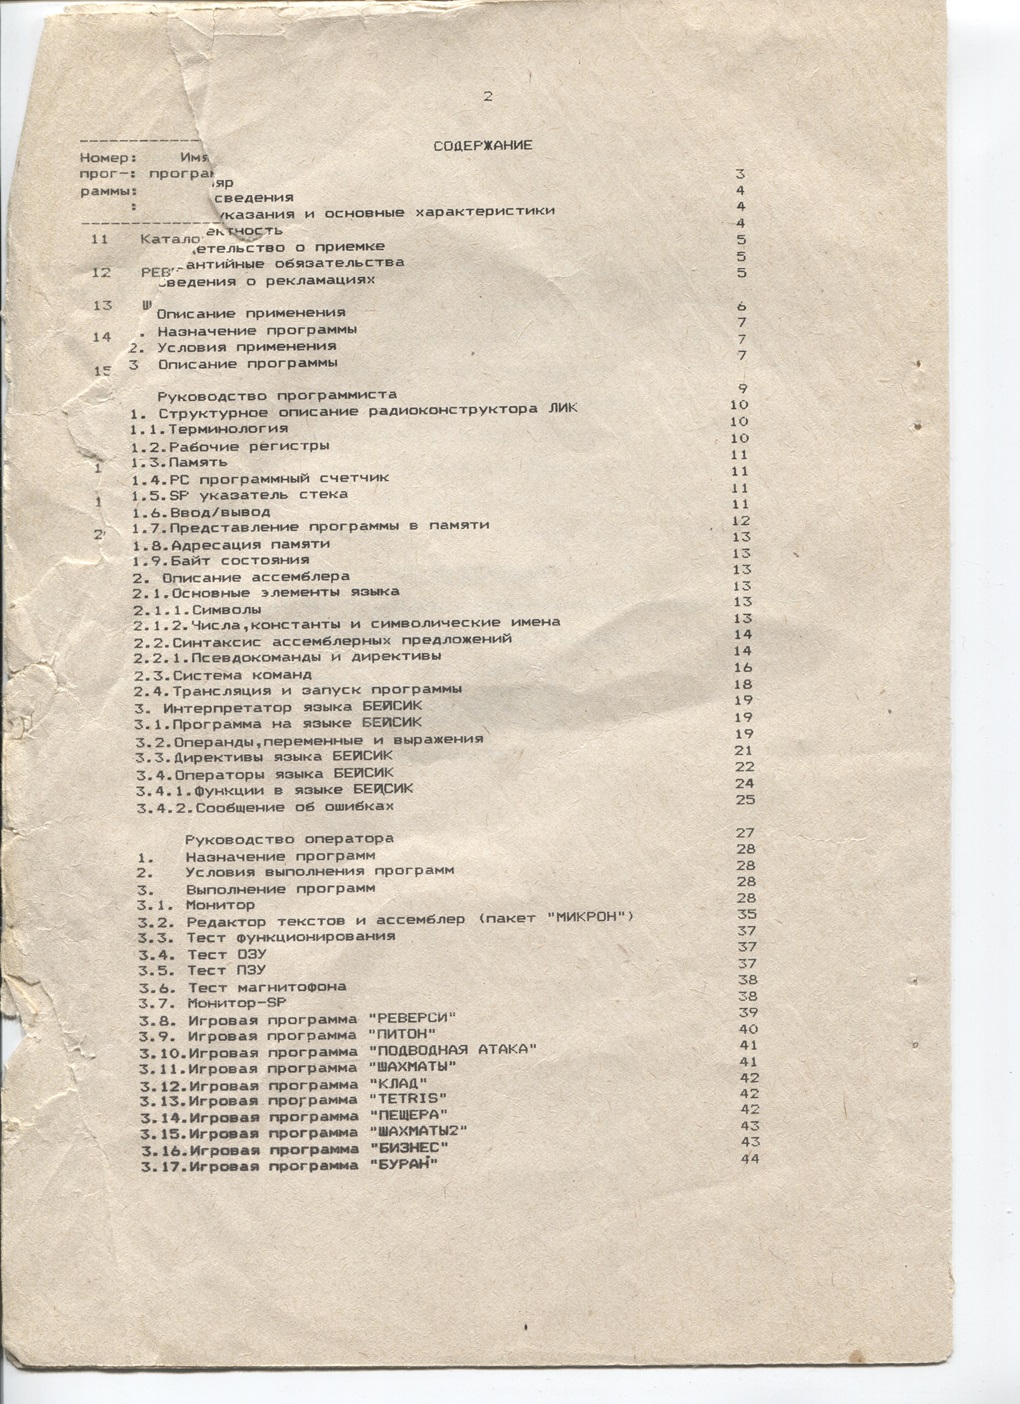 2
СОДЕРЖАНИЕ
Номер: Имя
прог-: програм
раммы:
:
11 Катало
12 РЕВ
13 Ш
14
15
1
1
2
3
сведения 4
указания и основные характеристики 4
4
о приемке 5
обязательства 5
о рекламациях 5
Описание применения 6
. Назначение программы 7
2. Условия применения 7
3 Описание программы 7
Руководство программиста 9
1. Структурное описание радиоконструктора ЛИК 10
1.1.Терминология 10
1.2.Рабочие регистры 10
1.3.Память 11
1.4.РС программный счетчик 11
1.5.SP указатель стека 11
1.6.Ввод/вывод 11
1.7.Представление программы в памяти 12
1.8.Адресация памяти 13
1.9.Байт состояния 13
2. Описание ассемблера 13
2.1.Основные элементы языка 13
2.1.1.Символы 13
2.1.2.Числа,константы и символические имена 13
2.2.Синтаксис ассемблерных предложений 14
2.2.1.Псевдокоманды и директивы 14
2.3.Система команд 16
2.4.Трансляция и запуск программы 18
3. Интерпретатор языка БЕЙСИК 19
3.1.Программа на языке БЕЙСИК 19
3.2.Операнды,переменные и выражения 19
3.3.Директивы языка БЕЙСИК 21
3.4.Операторы языка БЕЙСИК 22
3.4.1.Функции в языке БЕЙСИК 24
3.4.2.Сообщение об ошибках 25
Руководство оператора 27
1. Назначение программ 28
2. Условия выполнения программ 28
3. Выполнение программ 28
3.1. Монитор 28
3.2. Редактор текстов и ассемблер (пакет "МИКРОН") 35
3.3. Тест функционирования 37
3.4. Тест ОЗУ 37
3.5. Тест ПЗУ 37
3.6. Тест магнитофона 38
3.7. Монитор-SP 38
3.8. Игровая программа "РЕВЕРСИ" 39
3.9. Игровая программа "ПИТОН" 40
3.10.Игровая программа "ПОДВОДНАЯ АТАКА" 41
3.11.Игровая программа "ШАХМАТЫ" 41
3.12.Игровая программа "КЛАД" 42
3.13.Игровая программа "TETRIS" 42
3.14.Игровая программа "ПЕЩЕРА" 42
3.15.Игровая программа "ШАХМАТЫ2" 43
3.16.Игровая программа "БИЗНЕС" 43
3.17.Игровая программа "БУРАН" 44